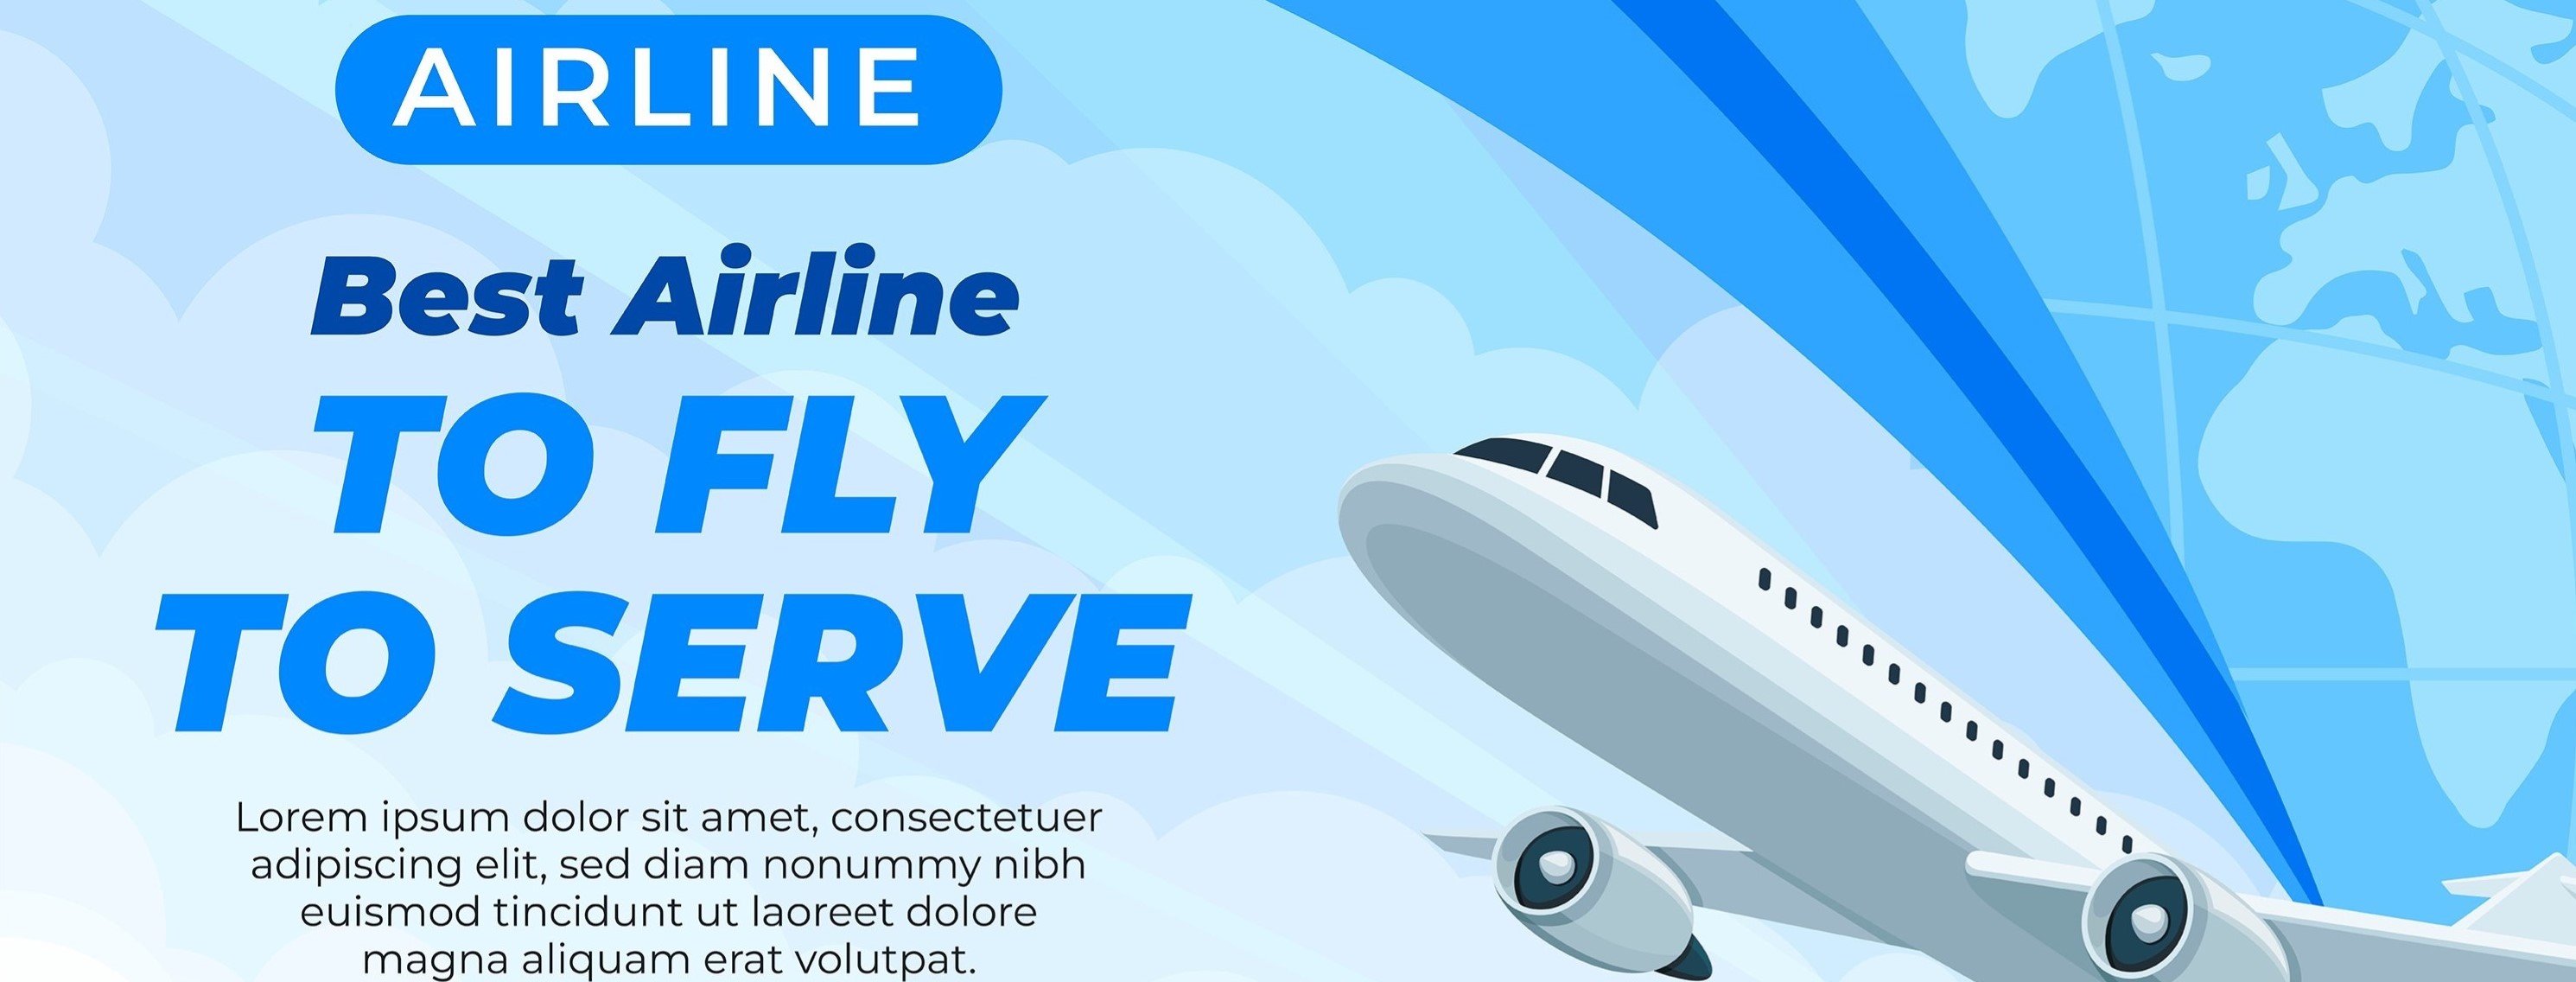 AIRLINE
Best Airline
TO FLY
TO SERVE
Lorem ipsum dolor sit amet, consectetuer
adipiscing elit, sed diam nonummy nibh
euismod tincidunt ut laoreet dolore
magna aliquam erat volutpat.